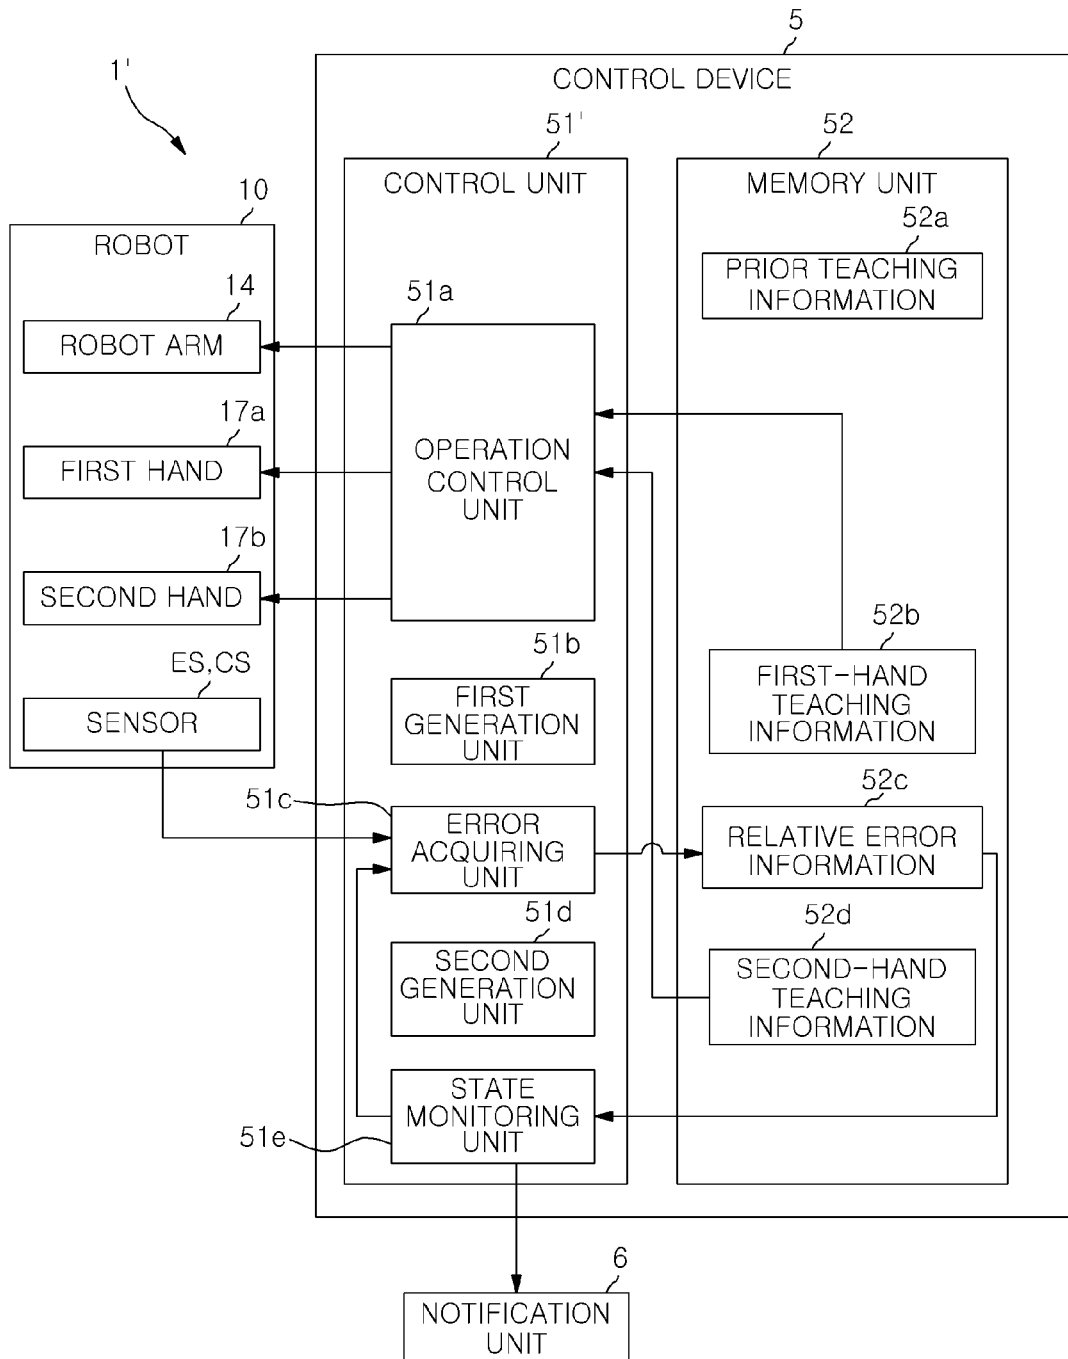 5
CONTROL DEVICE
1'
51'
CONTROL UNIT
52
MEMORY UNIT
10
ROBOT
52a
PRIOR TEACHING
INFORMATION
14
ROBOT ARM
51a
OPERATION
CONTROL
UNIT
17a
FIRST HAND
17b
SECOND HAND
ES,CS
SENSOR
51b
FIRST
GENERATION
UNIT
52b
FIRST-HAND
TEACHING
INFORMATION
51c
ERROR
ACQUIRING
UNIT
52c
RELATIVE ERROR
INFORMATION
51d
SECOND
GENERATION
UNIT
52d
SECOND-HAND
TEACHING
INFORMATION
STATE
MONITORING
UNIT
51e
6
NOTIFICATION
UNIT